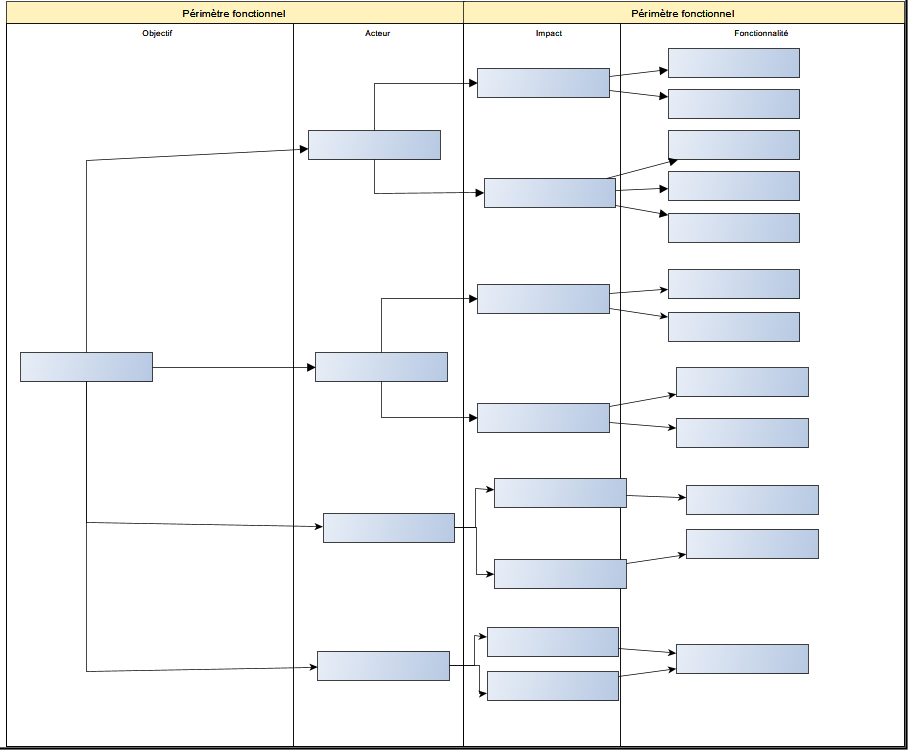 Périmètre fonctionnel
Périmètre fonctionnel
Objectif
Acteur
Impact
Fonctionnalité